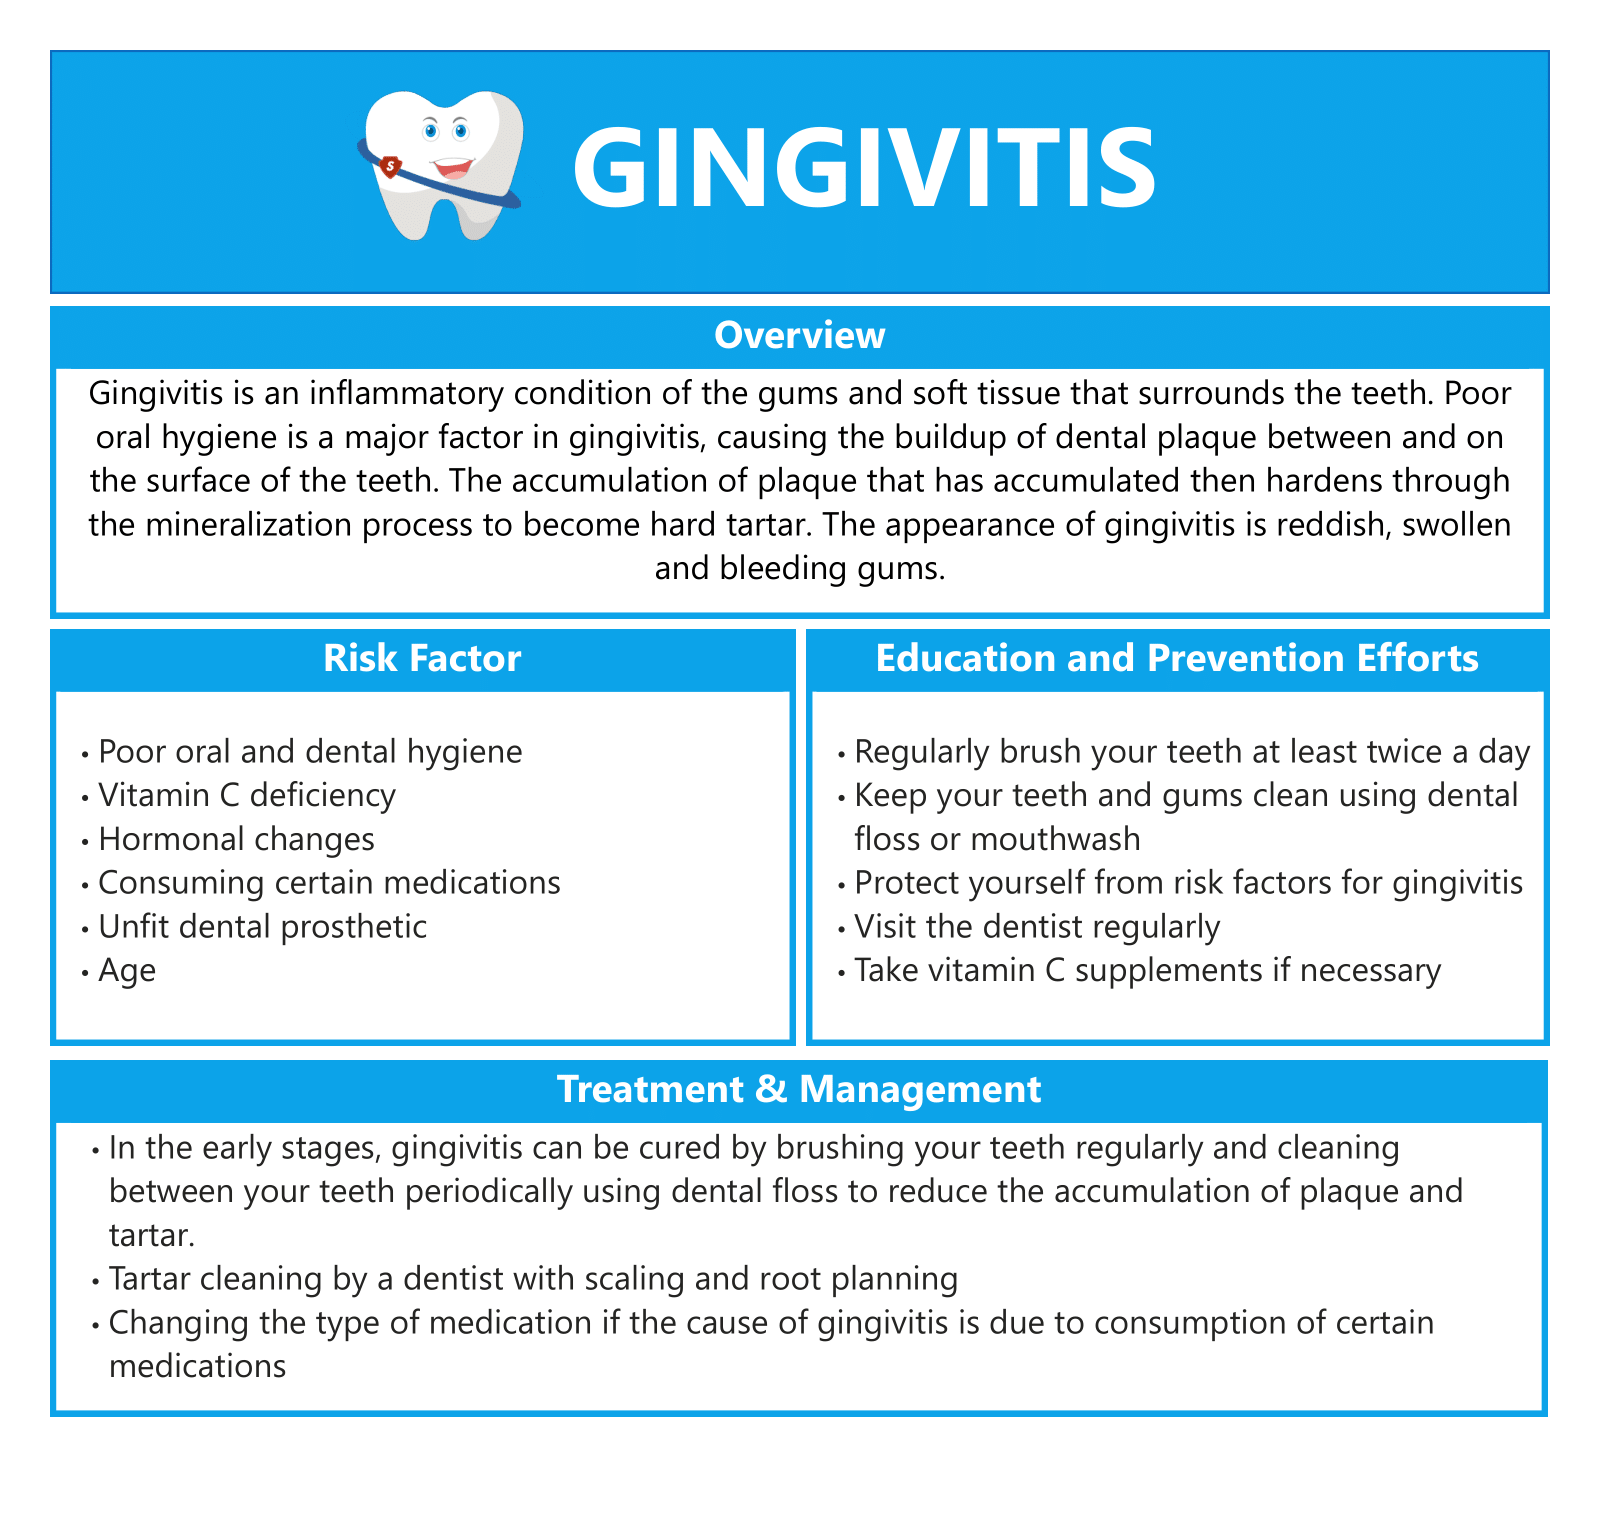 S
GINGIVITIS
Overview
Gingivitis is an inflammatory condition of the gums and soft tissue that surrounds the teeth. Poor
oral hygiene is a major factor in gingivitis, causing the buildup of dental plaque between and on
the surface of the teeth. The accumulation of plaque that has accumulated then hardens through
the mineralization process to become hard tartar. The appearance of gingivitis is reddish, swollen
and bleeding gums.
Risk Factor
• Poor oral and dental hygiene
• Vitamin C deficiency
• Hormonal changes
• Consuming certain medications
• Unfit dental prosthetic
• Age
Education and Prevention Efforts
• Regularly brush your teeth at least twice a day
• Keep your teeth and gums clean using dental
floss or mouthwash
• Protect yourself from risk factors for gingivitis
• Visit the dentist regularly
• Take vitamin C supplements if necessary
Treatment & Management
• In the early stages, gingivitis can be cured by brushing your teeth regularly and cleaning
between your teeth periodically using dental floss to reduce the accumulation of plaque and
tartar.
• Tartar cleaning by a dentist with scaling and root planning
• Changing the type of medication if the cause of gingivitis is due to consumption of certain
medications